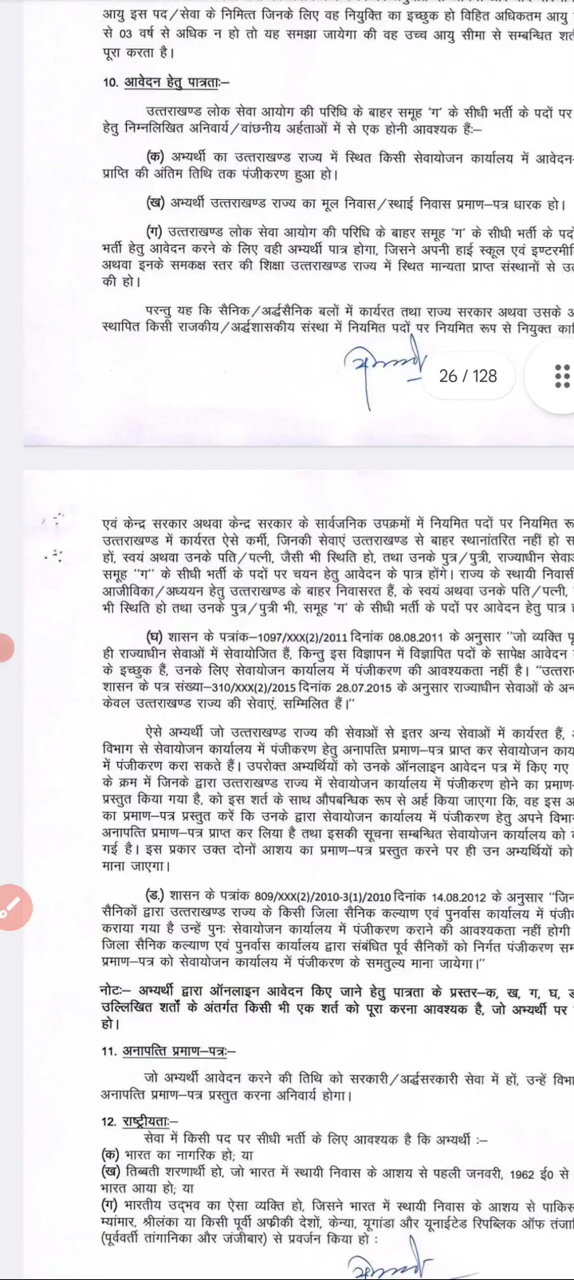 आयु इस पद/सेवा के निमित्त जिनके लिए वह नियुक्ति का इच्छुक हो विहित अधिकतम आयु
से 03 वर्ष से अधिक न हो तो यह समझा जायेगा की वह उच्च आयु सीमा से सम्बन्धित शर्त
पूरा करता है।
10. आवेदन हेतु पात्रताः–
उत्तराखण्ड लोक सेवा आयोग की परिधि के बाहर समूह 'ग' के सीधी भर्ती के पदों पर
हेतु निम्नलिखित अनिवार्य/वांछनीय अर्हताओं में से एक होनी आवश्यक हैः–
(क) अभ्यर्थी का उत्तराखण्ड राज्य में स्थित किसी सेवायोजन कार्यालय में आवेदन-
प्राप्ति की अंतिम तिथि तक पंजीकरण हुआ हो।
(ख) अभ्यर्थी उत्तराखण्ड राज्य का मूल निवास/स्थाई निवास प्रमाण–पत्र धारक हो।
(ग) उत्तराखण्ड लोक सेवा आयोग की परिधि के बाहर समूह 'ग' के सीधी भर्ती के पदों
भर्ती हेतु आवेदन करने के लिए वही अभ्यर्थी पात्र होगा, जिसने अपनी हाई स्कूल एवं इण्टरमी
अथवा इनके समकक्ष स्तर की शिक्षा उत्तराखण्ड राज्य में स्थित मान्यता प्राप्त संस्थानों से उ
की हो।
परन्तु यह कि सैनिक/अर्द्धसैनिक बलों में कार्यरत तथा राज्य सरकार अथवा उसके अ
स्थापित किसी राजकीय/अर्द्धशासकीय संस्था में नियमित पदों पर नियमित रूप से नियुक्त का
26 / 128
एवं केन्द्र सरकार अथवा केन्द्र सरकार के सार्वजनिक उपक्रमों में नियमित पदों पर नियमित रू
उत्तराखण्ड में कार्यरत ऐसे कर्मी, जिनकी सेवाएं उत्तराखण्ड से बाहर स्थानांतरित नहीं हो स
हों, स्वयं अथवा उनके पति/पत्नी, जैसी भी स्थिति हो, तथा उनके पुत्र/पुत्री, राज्याधीन सेवा
समूह "ग" के सीधी भर्ती के पदों पर चयन हेतु आवेदन के पात्र होंगे। राज्य के स्थायी निवासी
आजीविका/अध्ययन हेतु उत्तराखण्ड के बाहर निवासरत हैं, के स्वयं अथवा उनके पति/पत्नी,
भी स्थिति हो तथा उनके पुत्र/पुत्री भी, समूह 'ग' के सीधी भर्ती के पदों पर आवेदन हेतु पात्र
(घ) शासन के पत्रांक–1097/XXX(2)/2011 दिनांक 08.08.2011 के अनुसार "जो व्यक्ति पू
ही राज्याधीन सेवाओं में सेवायोजित हैं, किन्तु इस विज्ञापन में विज्ञापित पदों के सापेक्ष आवेदन
के इच्छुक हैं, उनके लिए सेवायोजन कार्यालय में पंजीकरण की आवश्यकता नहीं है। "उत्तरा
शासन के पत्र संख्या–310/XXX(2)/2015 दिनांक 28.07.2015 के अनुसार राज्याधीन सेवाओं के अन
केवल उत्तराखण्ड राज्य की सेवाएं, सम्मिलित हैं।"
ऐसे अभ्यर्थी जो उत्तराखण्ड राज्य की सेवाओं से इतर अन्य सेवाओं में कार्यरत हैं,
विभाग से सेवायोजन कार्यालय में पंजीकरण हेतु अनापत्ति प्रमाण–पत्र प्राप्त कर सेवायोजन कार्य
में पंजीकरण करा सकते हैं। उपरोक्त अभ्यर्थियों को उनके ऑनलाइन आवेदन पत्र में किए गए
के क्रम में जिनके द्वारा उत्तराखण्ड राज्य में सेवायोजन कार्यालय में पंजीकरण होने का प्रमाण-
प्रस्तुत किया गया है, को इस शर्त के साथ औपबन्धिक रूप से अर्ह किया जाएगा कि, वह इस अ
का प्रमाण–पत्र प्रस्तुत करें कि उनके द्वारा सेवायोजन कार्यालय में पंजीकरण हेतु अपने विभा
अनापत्ति प्रमाण–पत्र प्राप्त कर लिया है तथा इसकी सूचना सम्बन्धित सेवायोजन कार्यालय को
गई है। इस प्रकार उक्त दोनों आशय का प्रमाण–पत्र प्रस्तुत करने पर ही उन अभ्यर्थियों को
माना जाएगा।
(ड.) शासन के पत्रांक 809/XXX(2)/2010-3(1)/2010 दिनांक 14.08.2012 के अनुसार "जिन
सैनिकों द्वारा उत्तराखण्ड राज्य के किसी जिला सैनिक कल्याण एवं पुनर्वास कार्यालय में पंजी
कराया गया है उन्हें पुनः सेवायोजन कार्यालय में पंजीकरण कराने की आवश्यकता नहीं होगी
जिला सैनिक कल्याण एवं पुनर्वास कार्यालय द्वारा संबंधित पूर्व सैनिकों को निर्गत पंजीकरण सम
प्रमाण–पत्र को सेवायोजन कार्यालय में पंजीकरण के समतुल्य माना जायेगा।"
नोटः– अभ्यर्थी द्वारा ऑनलाइन आवेदन किए जाने हेतु पात्रता के प्रस्तर–क, ख, ग, घ, ड
उल्लिखित शर्तों के अंतर्गत किसी भी एक शर्त को पूरा करना आवश्यक है, जो अभ्यर्थी पर
हो।
11. अनापत्ति प्रमाण–पत्रः–
जो अभ्यर्थी आवेदन करने की तिथि को सरकारी/अर्द्धसरकारी सेवा में हों, उन्हें विभा
अनापत्ति प्रमाण–पत्र प्रस्तुत करना अनिवार्य होगा।
12. राष्ट्रीयताः–
सेवा में किसी पद पर सीधी भर्ती के लिए आवश्यक है कि अभ्यर्थी :–
(क) भारत का नागरिक हो; या
(ख) तिब्बती शरणार्थी हो, जो भारत में स्थायी निवास के आशय से पहली जनवरी, 1962 ई0 से
भारत आया हो; या
(ग) भारतीय उद्भव का ऐसा व्यक्ति हो, जिसने भारत में स्थायी निवास के आशय से पाकिस
म्यांमार, श्रीलंका या किसी पूर्वी अफ्रीकी देशों, केन्या, यूगांडा और यूनाईटेड रिपब्लिक ऑफ तंजा
(पूर्ववर्ती तांगानिका और जंजीबार) से प्रवर्जन किया हो :